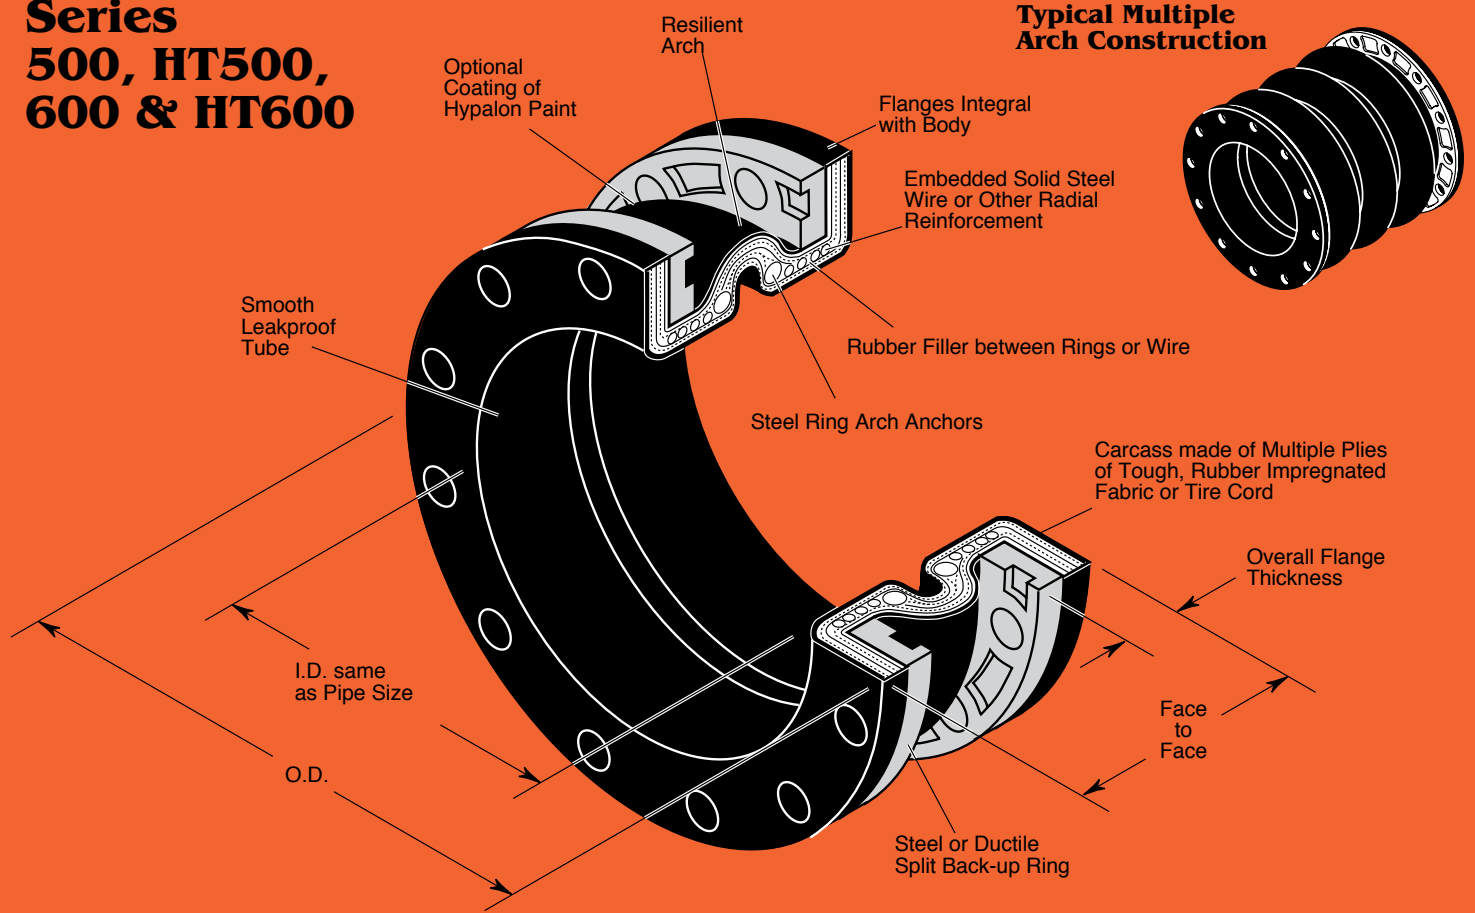 Series
500, HT500,
600 & HT600
Typical Multiple
Arch Construction
Resilient
Arch
Optional
Coating of
Hypalon Paint
Flanges Integral
with Body
Embedded Solid Steel
Wire or Other Radial
Reinforcement
Smooth
Leakproof
Tube
Rubber Filler between Rings or Wire
Steel Ring Arch Anchors
Carcass made of Multiple Plies
of Tough, Rubber Impregnated
Fabric or Tire Cord
Overall Flange
Thickness
I.D. same
as Pipe Size
Face
to
Face
O.D.
Steel or Ductile
Split Back-up Ring